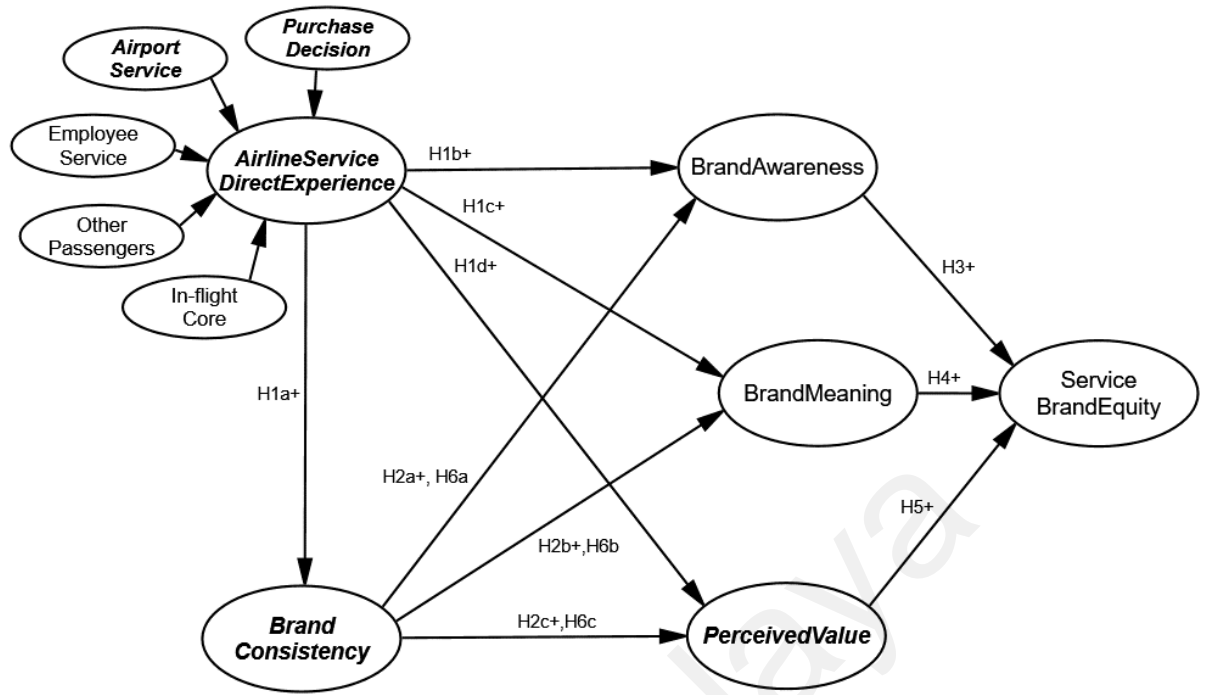 Purchase
Decision
Airport
Service
Employee
Service
AirlineService
DirectExperience
H1b+
BrandAwareness
H1c+
Other
Passengers
H1d+
H3+
In-flight
Core
H1a+
BrandMeaning
H4+
Service
BrandEquity
H2a+, H6a
H5+
H2b+,H6b
H2c+,H6c
Brand
Consistency
PerceivedValue
laya